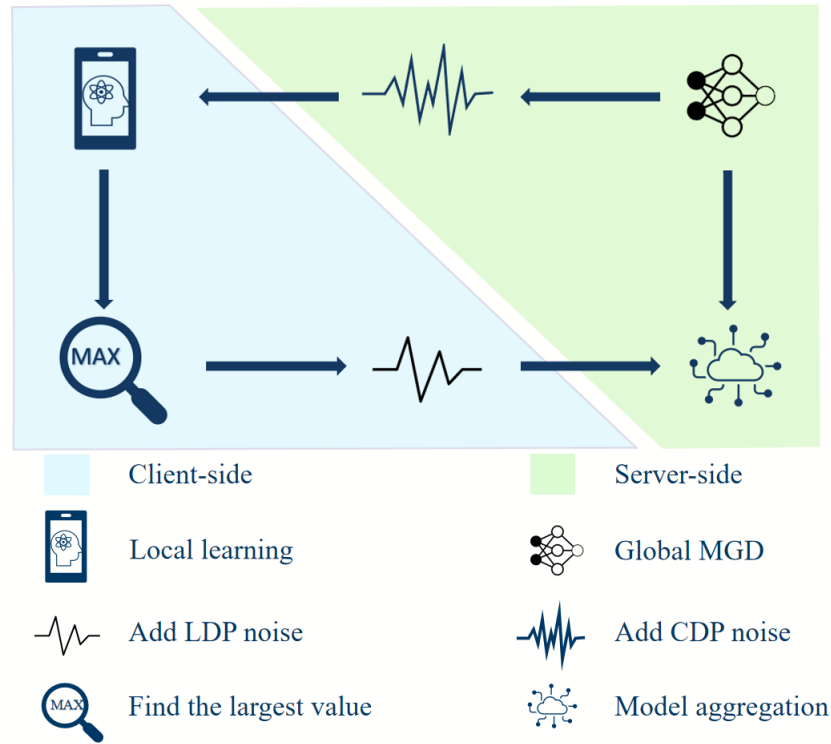 MAX
Client-side
Server-side
Local learning
Global MGD
Add LDP noise
Add CDP noise
MAX
Find the largest value
Model aggregation